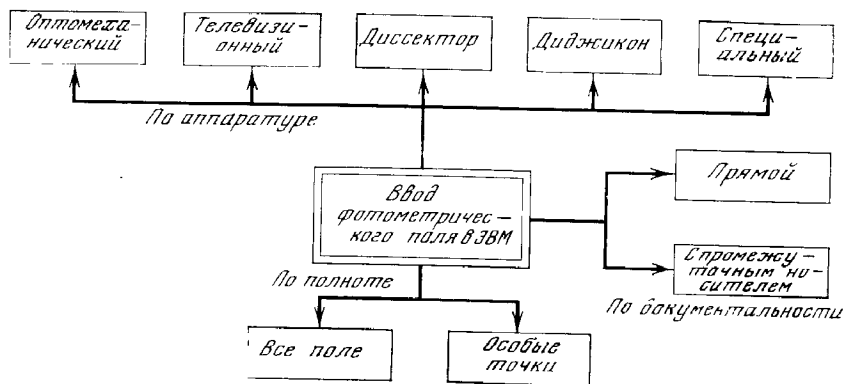 Оптомеха-
нический
Телевизи-
онный
Диссектор
Диджикон
Специ-
альный
По аппаратуре
Ввод
фотометричес-
кого поля в ЭВМ
Прямой
С промежу-
точным но-
сителем
По документальности
По полноте
Все поле
Особые
точки